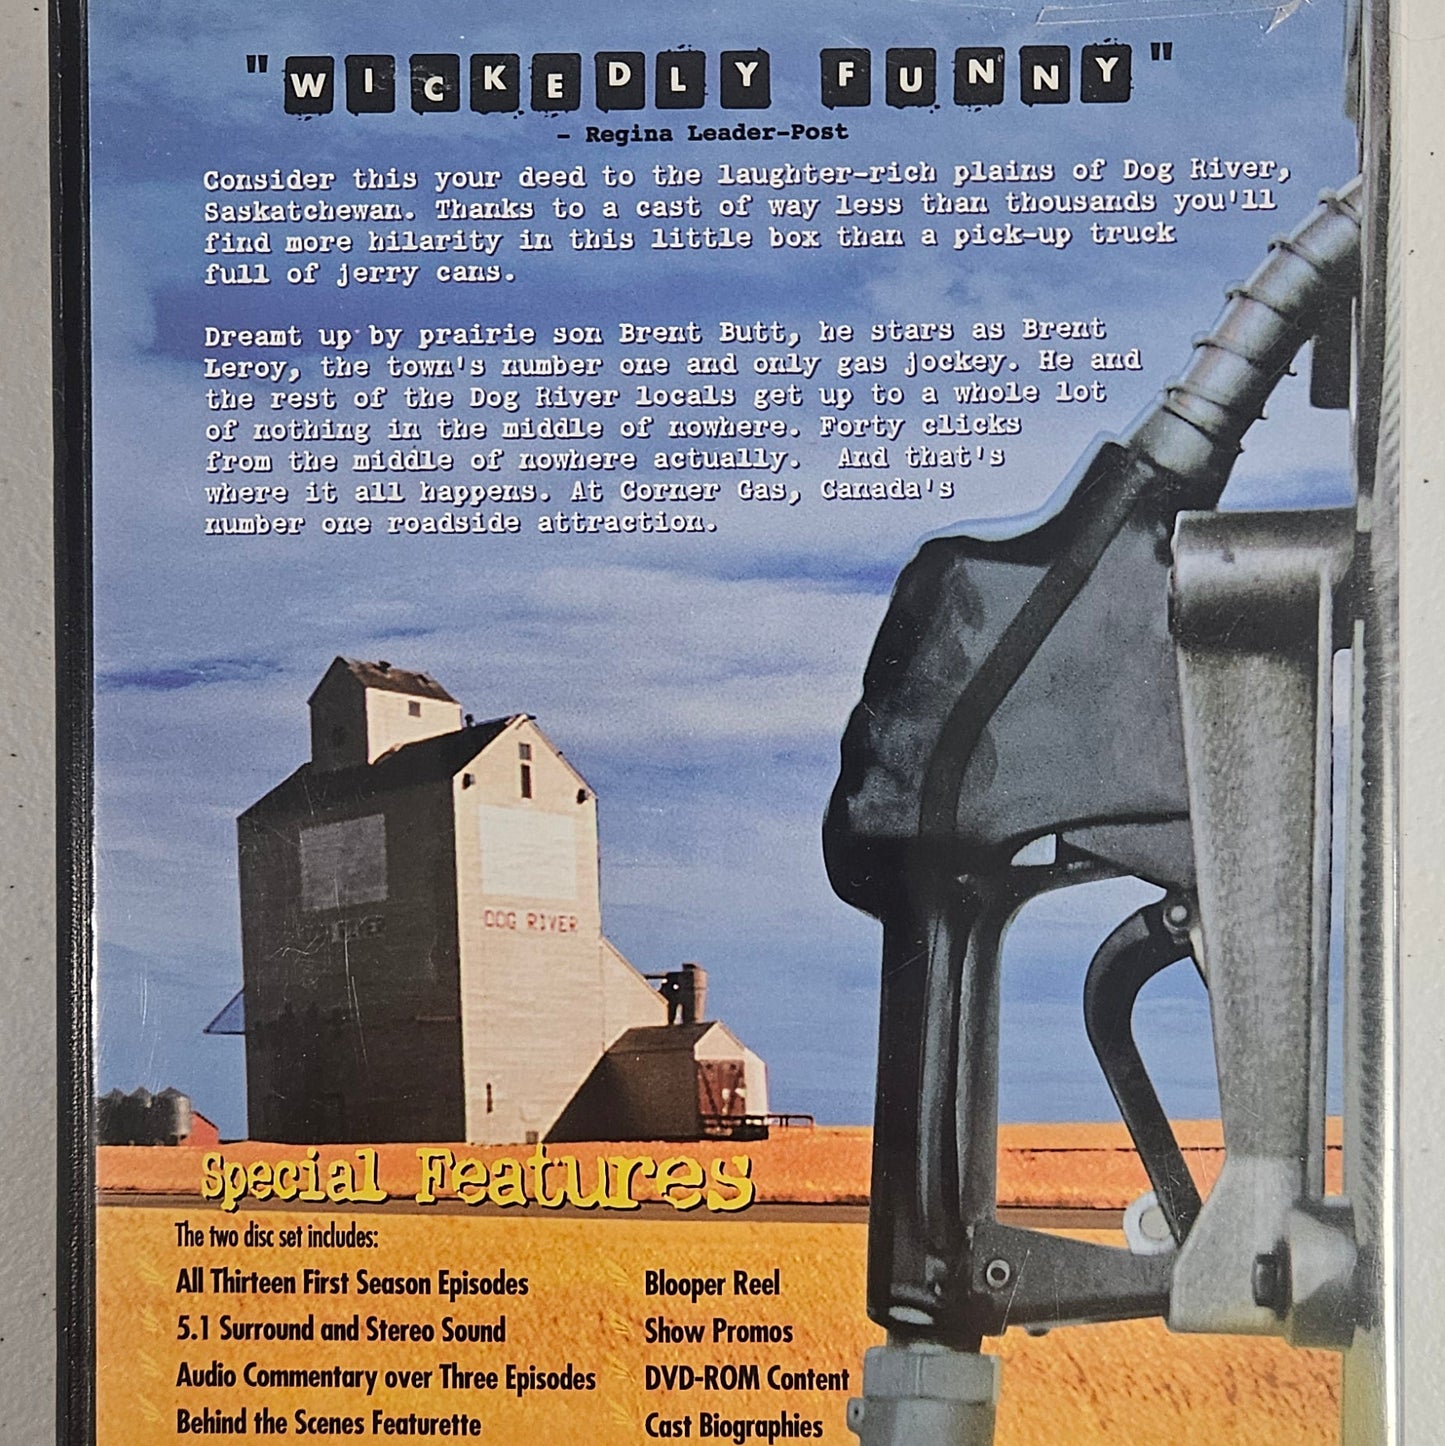 "WICKEDLY FUNNY"
- Regina Leader-Post
Consider this your deed to the laughter-rich plains of Dog River,
Saskatchewan. Thanks to a cast of way less than thousands you'll
find more hilarity in this little box than a pick-up truck
full of jerry cans.
Dreamt up by prairie son Brent Butt, he stars as Brent
Leroy, the town's number one and only gas jockey. He and
the rest of the Dog River locals get up to a whole lot
of nothing in the middle of nowhere. Forty clicks
from the middle of nowhere actually. And that's
where it all happens. At Corner Gas, Canada's
number one roadside attraction.
DOG RIVER
DOG RIVER
Special Features
The two disc set includes:
All Thirteen First Season Episodes
5.1 Surround and Stereo Sound
Audio Commentary over Three Episodes
Behind the Scenes Featurette
Blooper Reel
Show Promos
DVD-ROM Content
Cast Biographies